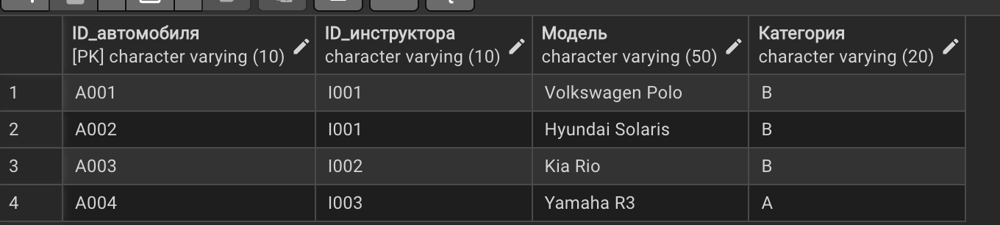 ID_автомобиля ID_инструктора Модель Категория
[PK] character varying (10) character varying (10) character varying (50) character varying (20)
1 A001 I001 Volkswagen Polo B
2 A002 I001 Hyundai Solaris B
3 A003 I002 Kia Rio B
4 A004 I003 Yamaha R3 A